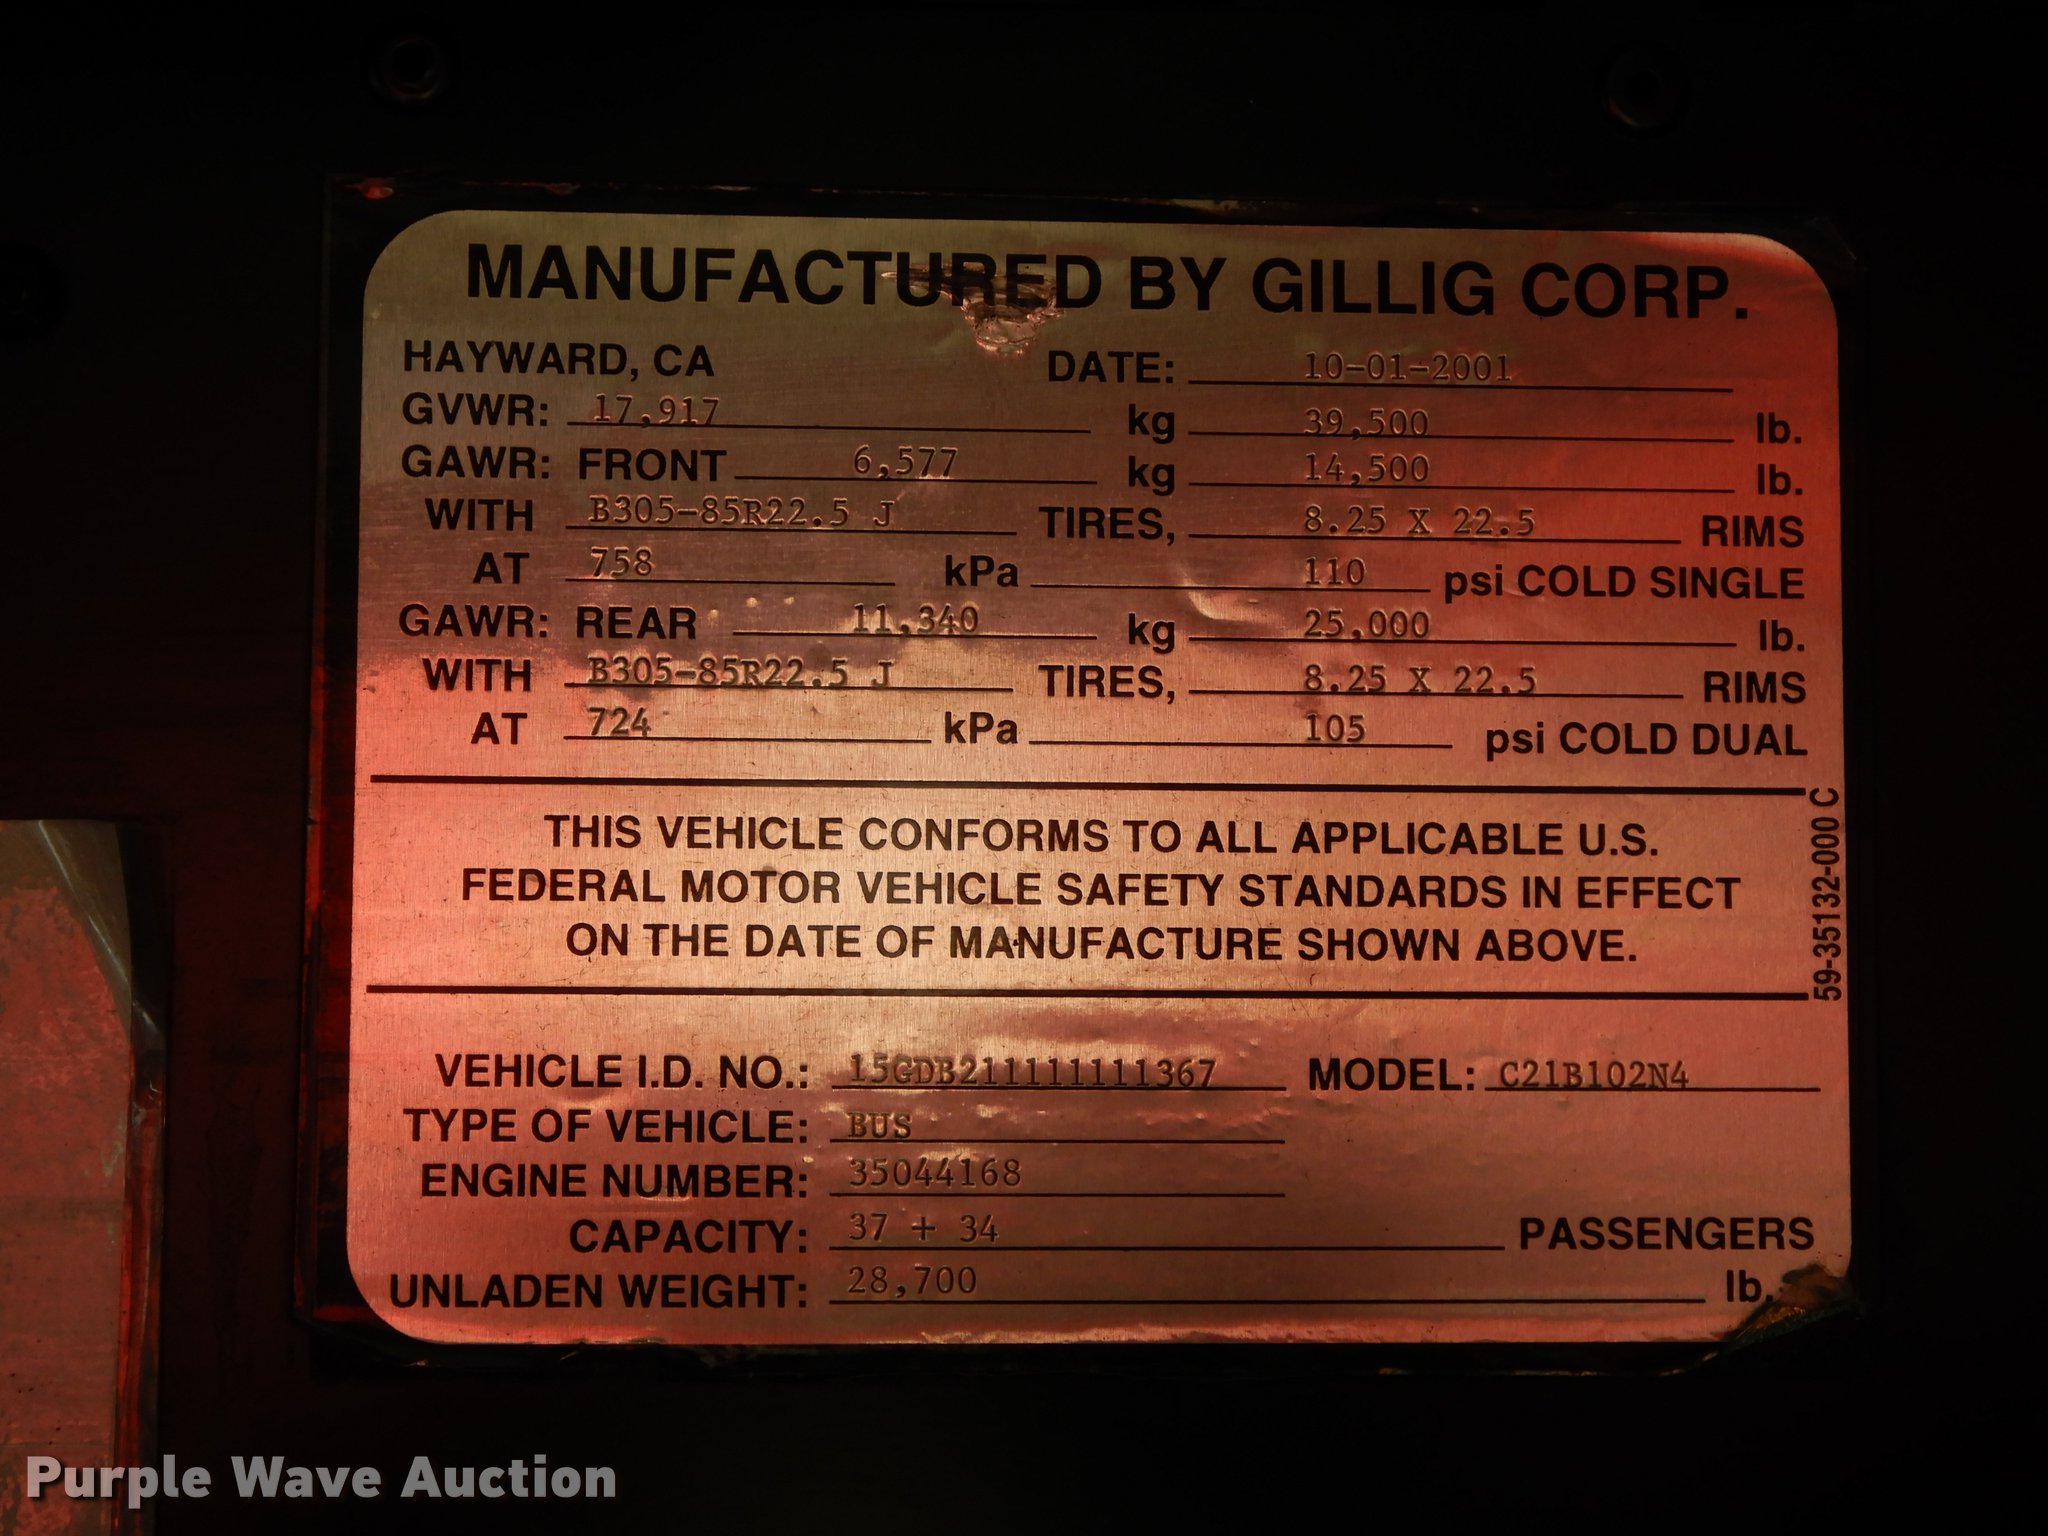 MANUFACTURED BY GILLIG CORP.
HAYWARD, CA DATE: 10-01-2001
GVWR: 17,917 kg 39,500 lb.
GAWR: FRONT 6,577 kg 14,500 lb.
WITH B305-85R22.5 J TIRES, 8.25 X 22.5 RIMS
AT 758 kPa 110 psi COLD SINGLE
GAWR: REAR 11,340 kg 25,000 lb.
WITH B305-85R22.5 J TIRES, 8.25 X 22.5 RIMS
AT 724 kPa 105 psi COLD DUAL
THIS VEHICLE CONFORMS TO ALL APPLICABLE U.S.
FEDERAL MOTOR VEHICLE SAFETY STANDARDS IN EFFECT
ON THE DATE OF MANUFACTURE SHOWN ABOVE.
59-35132-000 C
VEHICLE I.D. NO.: 15GDB211111111367 MODEL: C21B102N4
TYPE OF VEHICLE: BUS
ENGINE NUMBER: 35044168
CAPACITY: 37 + 34 PASSENGERS
UNLADEN WEIGHT: 28,700 lb.
Purple Wave Auction